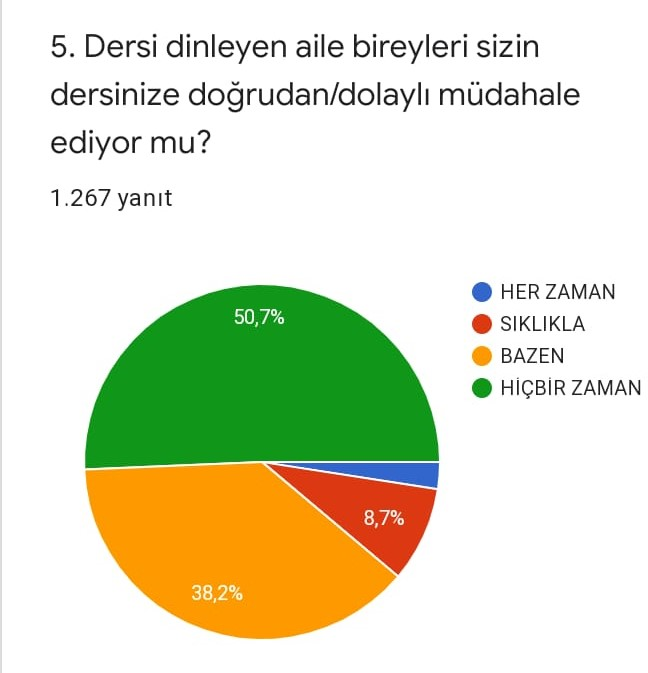 5. Dersi dinleyen aile bireyleri sizin
dersinize doğrudan/dolaylı müdahale
ediyor mu?
1.267 yanıt
HER ZAMAN
SIKLIKLA
BAZEN
HİÇBİR ZAMAN
50,7%
8,7%
38,2%